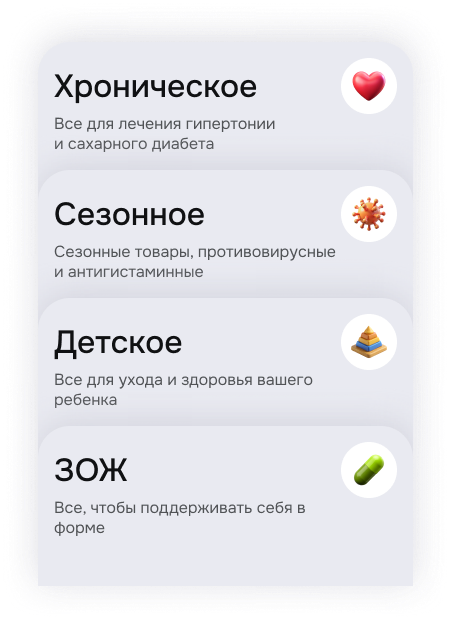 Хроническое
Все для лечения гипертонии
и сахарного диабета
Сезонное
Сезонные товары, противовирусные
и антигистаминные
Детское
Все для ухода и здоровья вашего
ребенка
ЗОЖ
Все, чтобы поддерживать себя в
форме